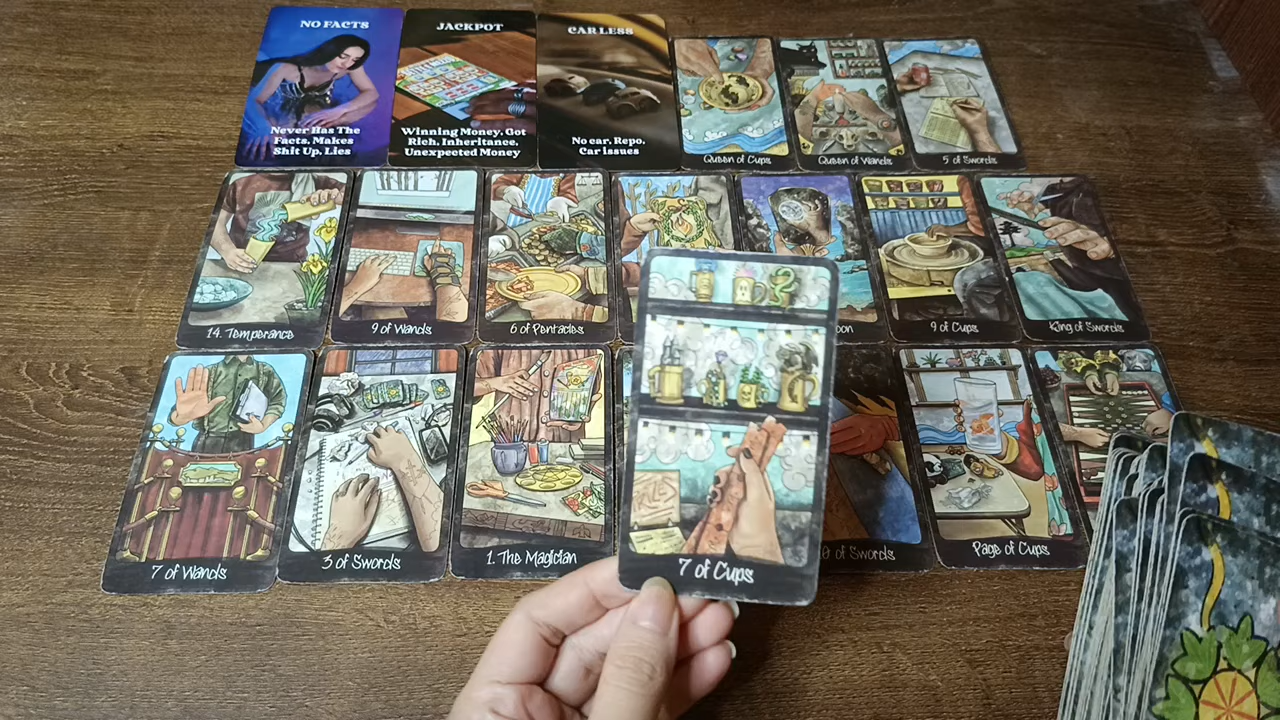 NO FACTS
Never Has The
Facts, Makes
Shit Up, Lies
JACKPOT
Winning Money, Got
Rich, Inheritance,
Unexpected Money
CARLESS
No car, Repo,
Car issues
Queen of Cups
Queen of Wands
5 of Swords
14. Temperance
9 of Wands
6 of Pentacles
9 of Cups
King of Swords
7 of Wands
3 of Swords
1. The Magician
7 of Cups
of Swords
Page of Cups